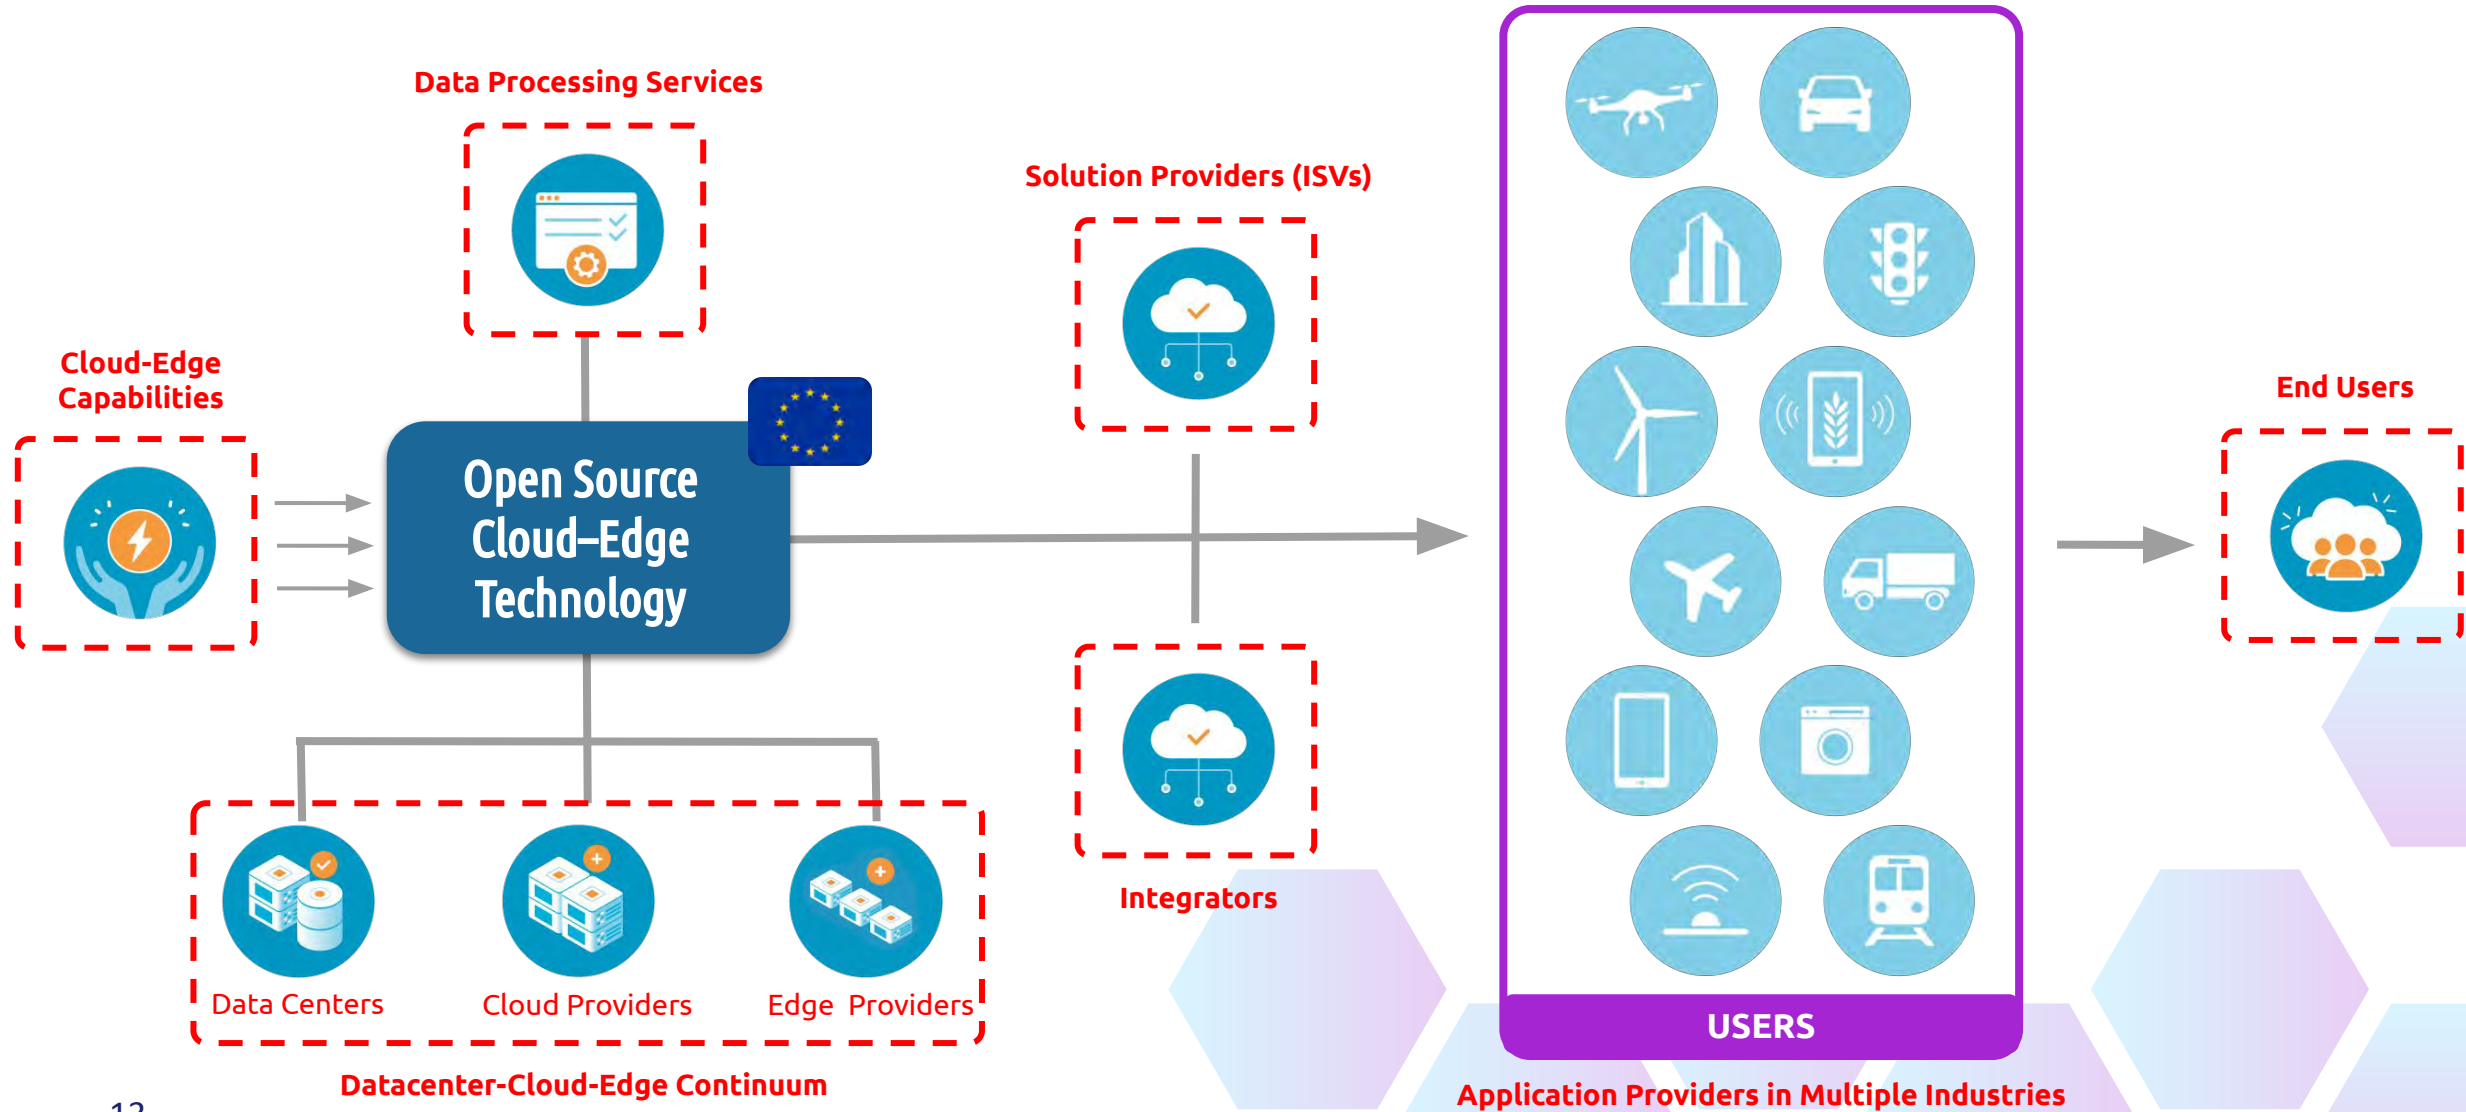 Data Processing Services
Solution Providers (ISVs)
Cloud-Edge
Capabilities
End Users
Open Source
Cloud–Edge
Technology
Integrators
Data Centers
Cloud Providers
Edge Providers
USERS
Datacenter-Cloud-Edge Continuum
Application Providers in Multiple Industries